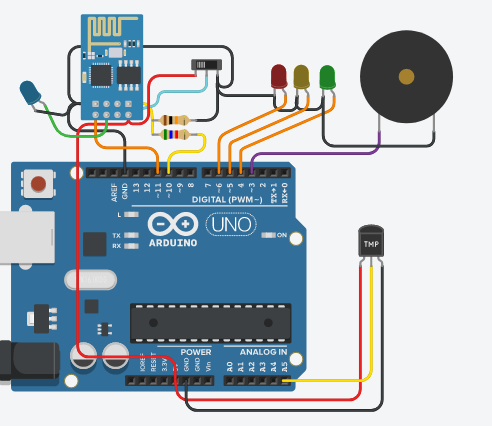 AREF
GND
13
12
~11
~10
~9
8
7
~6
~5
4
~3
2
TX→1
RX←0
DIGITAL (PWM~)
L
TX
RX
UNO
ON
ARDUINO
TMP
POWER
ANALOG IN
IOREF
RESET
3.3V
GND
GND
Vin
A0
A1
A2
A3
A4
A5